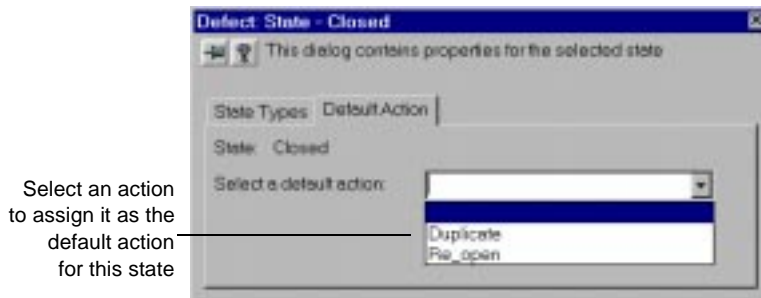 Defect: State - Closed
This dialog contains properties for the selected state
State Types Default Action
State: Closed
Select a default action:
Duplicate
Re_open
Select an action
to assign it as the
default action
for this state